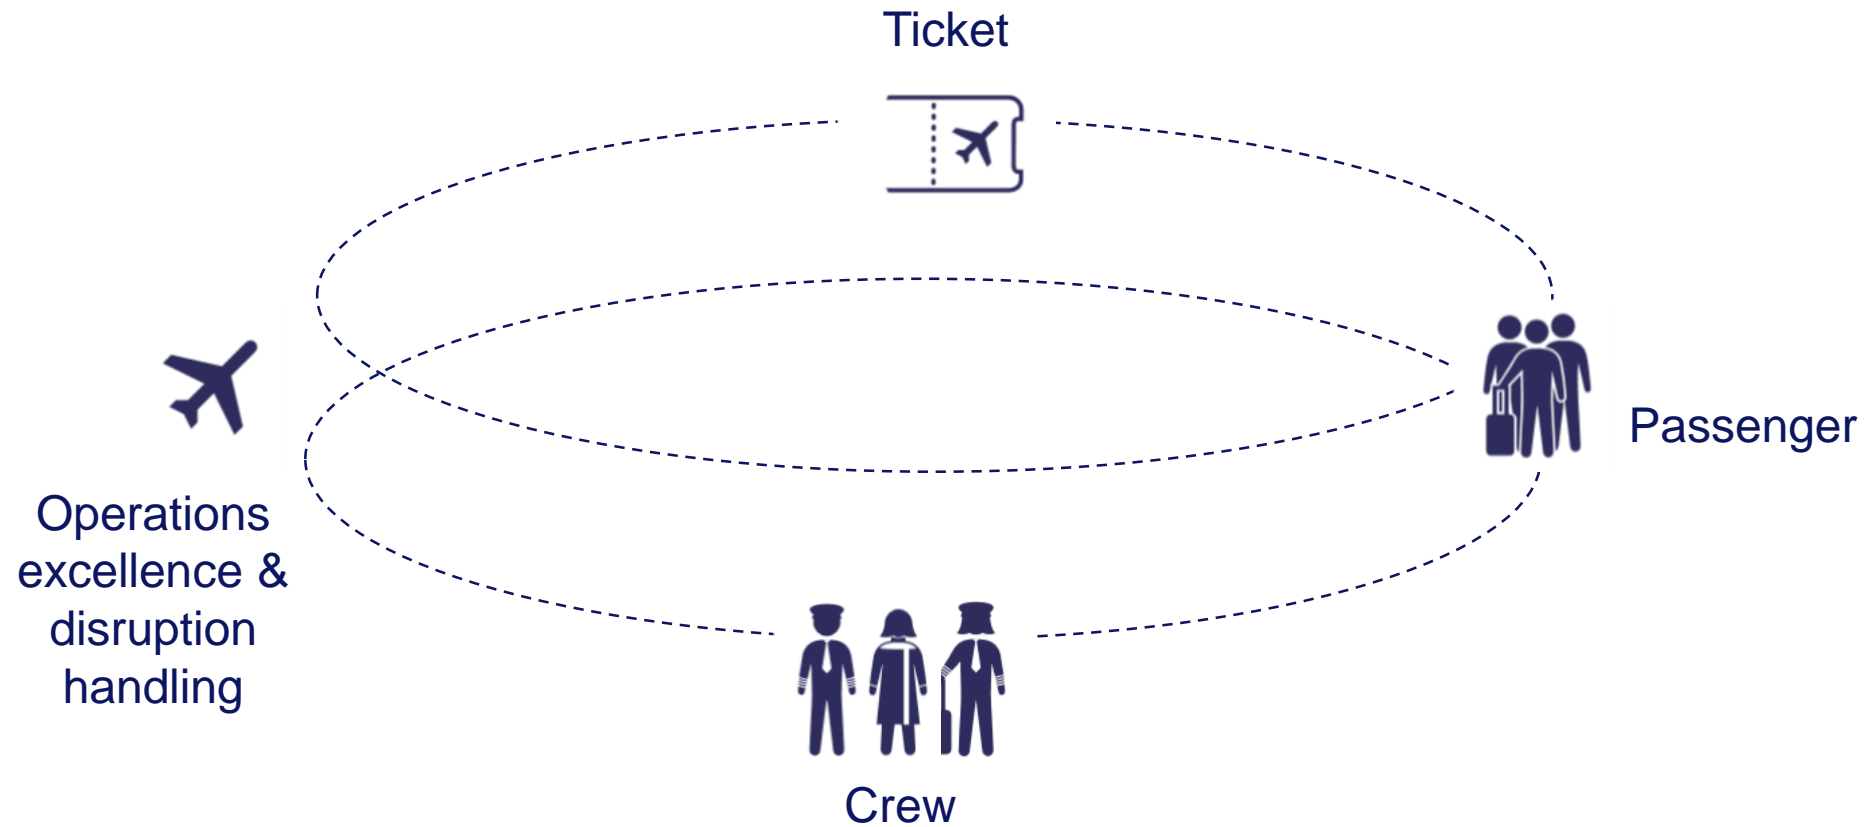 Ticket
Passenger
Operations
excellence &
disruption
handling
Crew